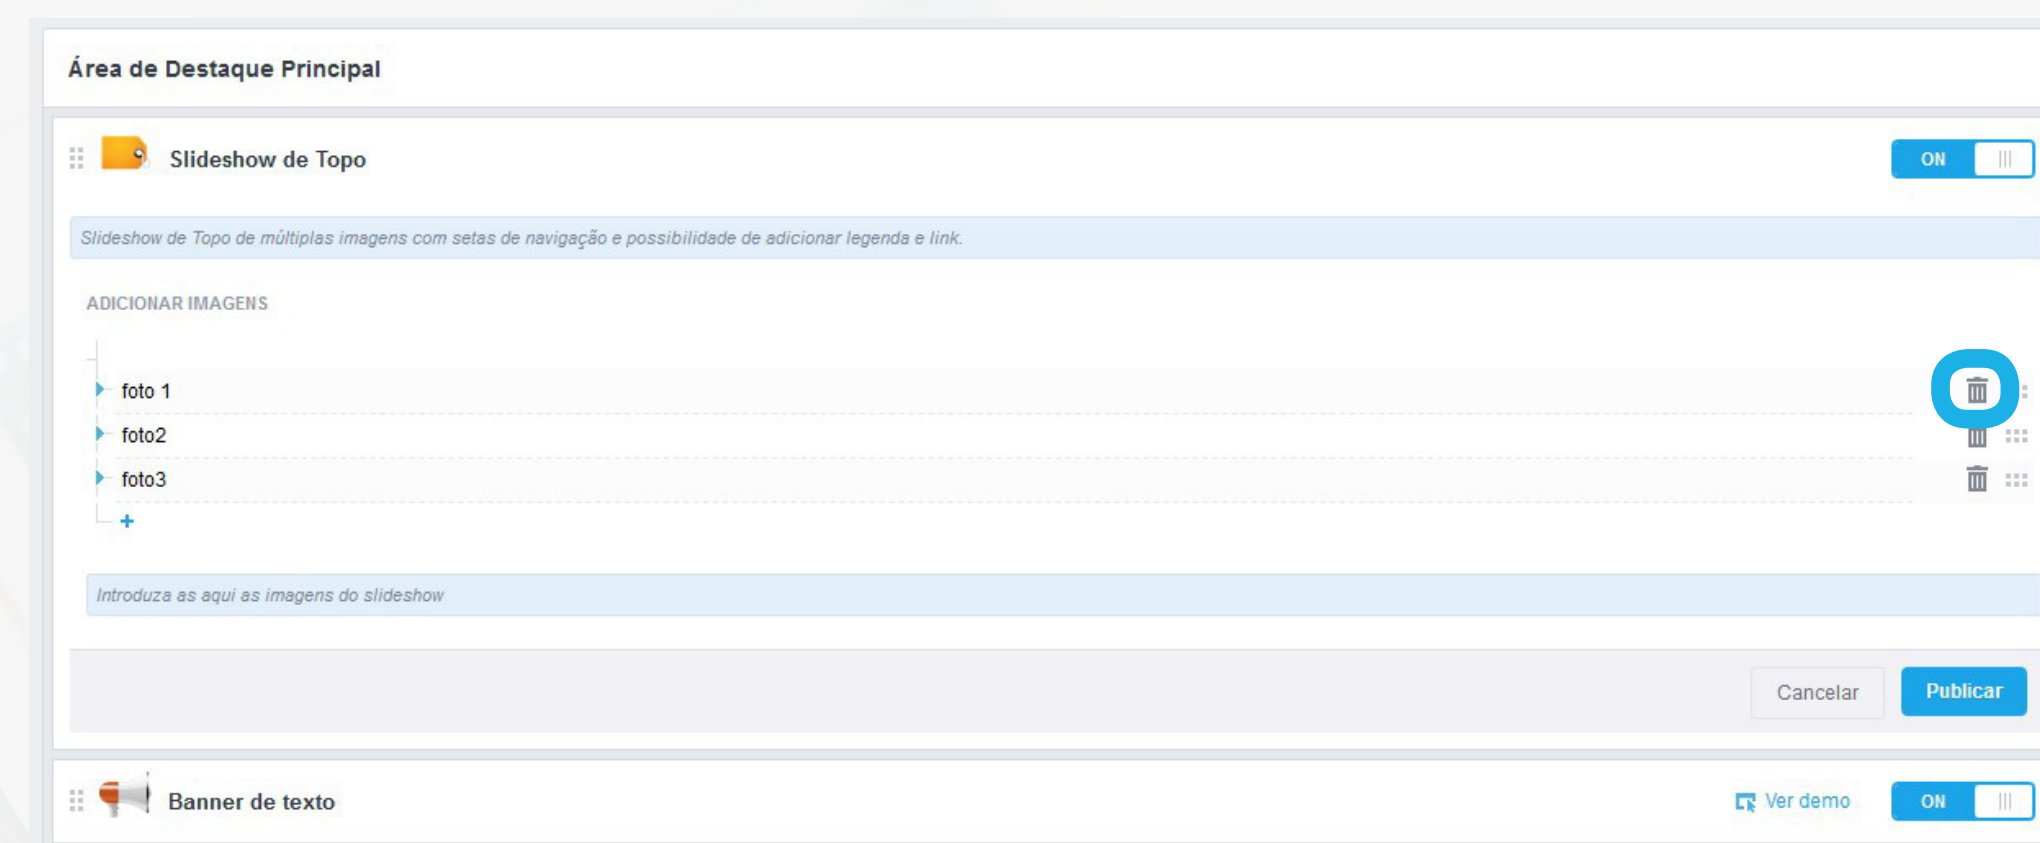 Área de Destaque Principal
Slideshow de Topo
ON
Slideshow de Topo de múltiplas imagens com setas de navegação e possibilidade de adicionar legenda e link.
ADICIONAR IMAGENS
foto 1
foto2
foto3
+
Introduza as aqui as imagens do slideshow
Cancelar
Publicar
Banner de texto
Ver demo
ON